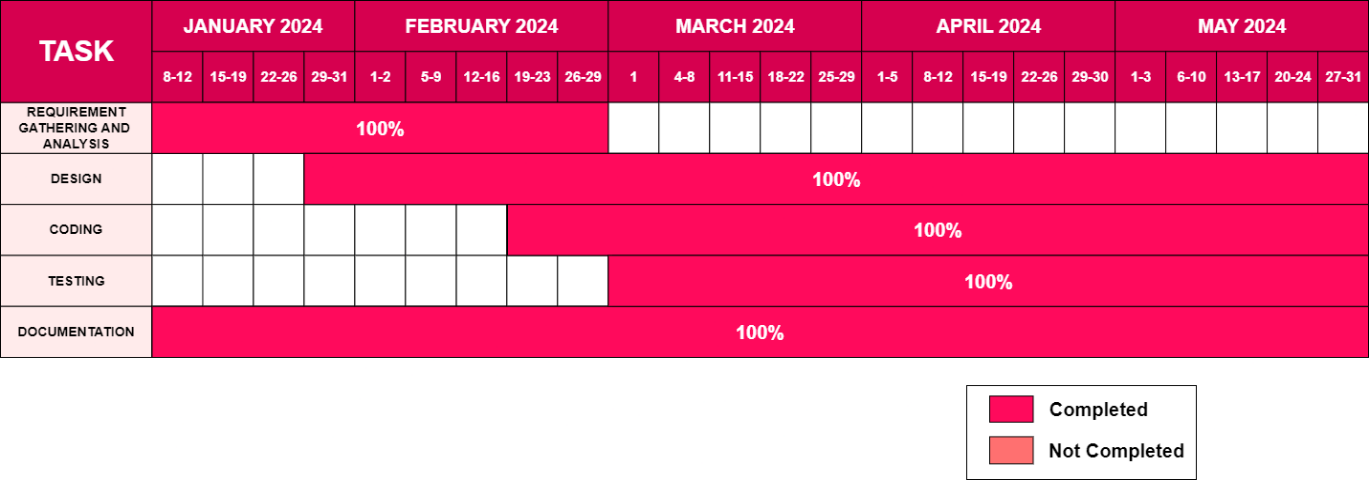 TASK
JANUARY 2024 FEBRUARY 2024 MARCH 2024 APRIL 2024 MAY 2024
8-12 15-19 22-26 29-31 1-2 5-9 12-16 19-23 26-29 1 4-8 11-15 18-22 25-29 1-5 8-12 15-19 22-26 29-30 1-3 6-10 13-17 20-24 27-31
REQUIREMENT
GATHERING AND
ANALYSIS
100%
DESIGN
100%
CODING
100%
TESTING
100%
DOCUMENTATION
100%
Completed
Not Completed